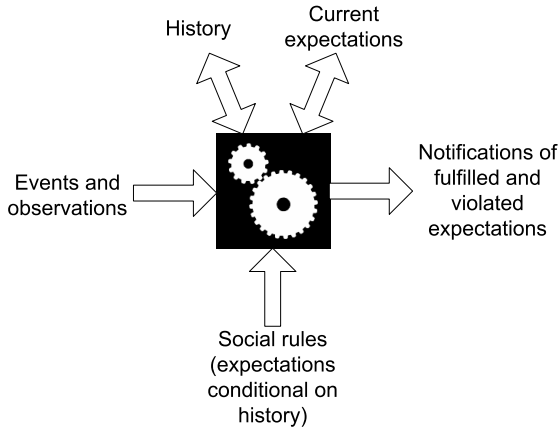 History
Current
expectations
Events and
observations
Notifications of
fulfilled and
violated
expectations
Social rules
(expectations
conditional on
history)